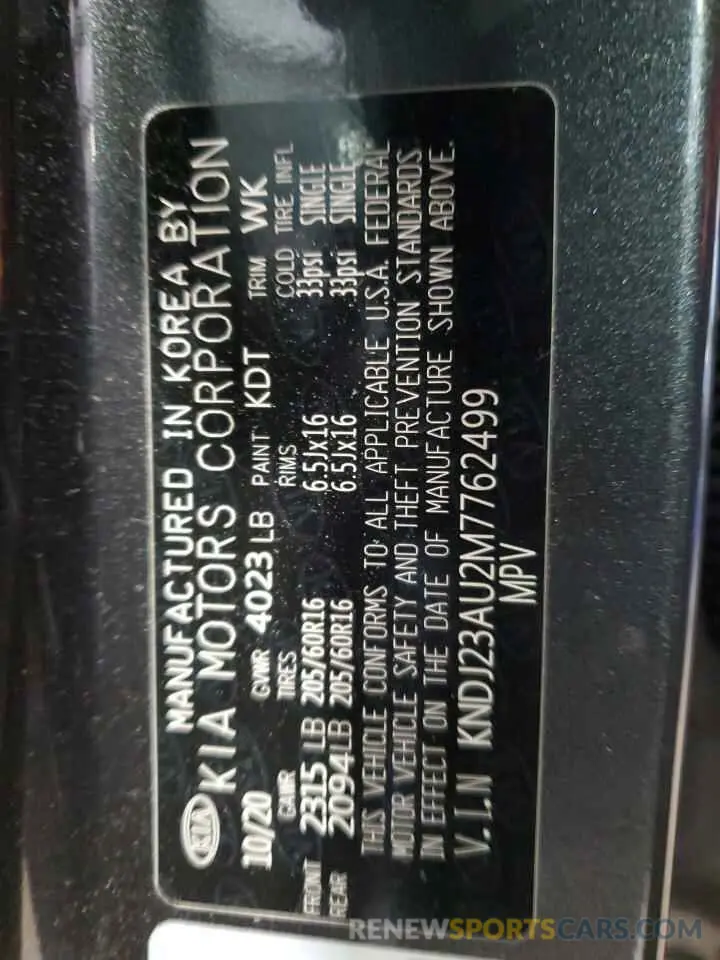 MANUFACTURED IN KOREA BY
KIA KIA MOTORS CORPORATION
10/20 GVWR 4023 LB PAINT KDT TRIM WK
GAWR TIRES RIMS COLD TIRE INFL
FRONT 2315 LB 205/60R16 6.5Jx16 33psi SINGLE
REAR 2094LB 205/60R16 6.5Jx16 33psi SINGLE
THIS VEHICLE CONFORMS TO ALL APPLICABLE U.S.A. FEDERAL
MOTOR VEHICLE SAFETY AND THEFT PREVENTION STANDARDS
IN EFFECT ON THE DATE OF MANUFACTURE SHOWN ABOVE.
V.I.N KNDJ23AU2M7762499
MPV
RENEWSPORTSCARS.COM